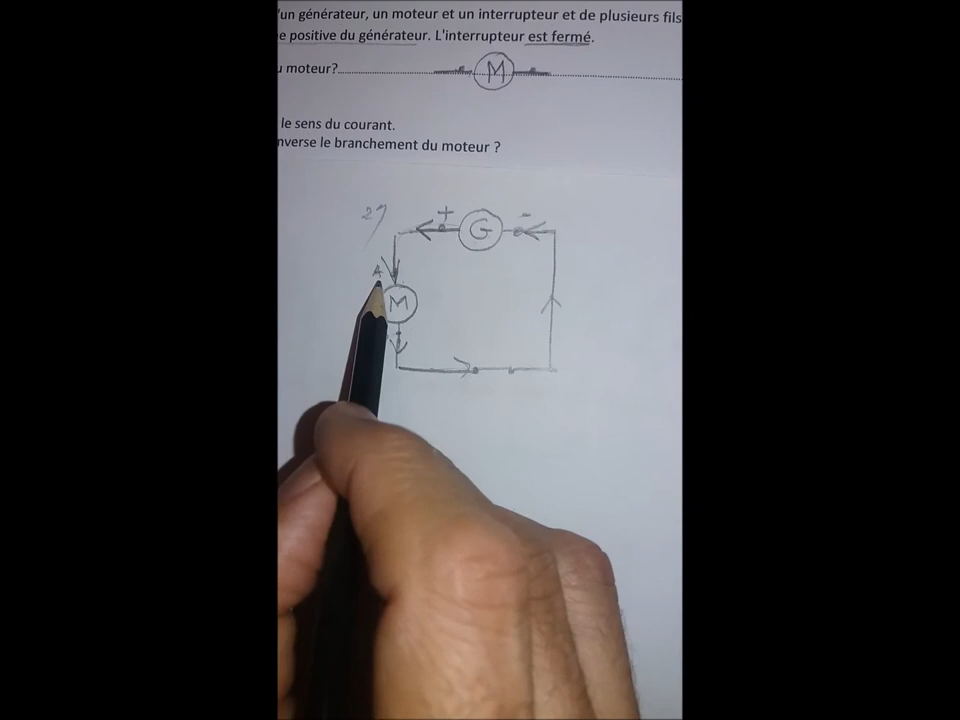 'un générateur, un moteur et un interrupteur et de plusieurs fils
e positive du générateur. L'interrupteur est fermé.
u moteur?.............. M ..............
le sens du courant.
nverse le branchement du moteur ?
2)
+ G -
A
M